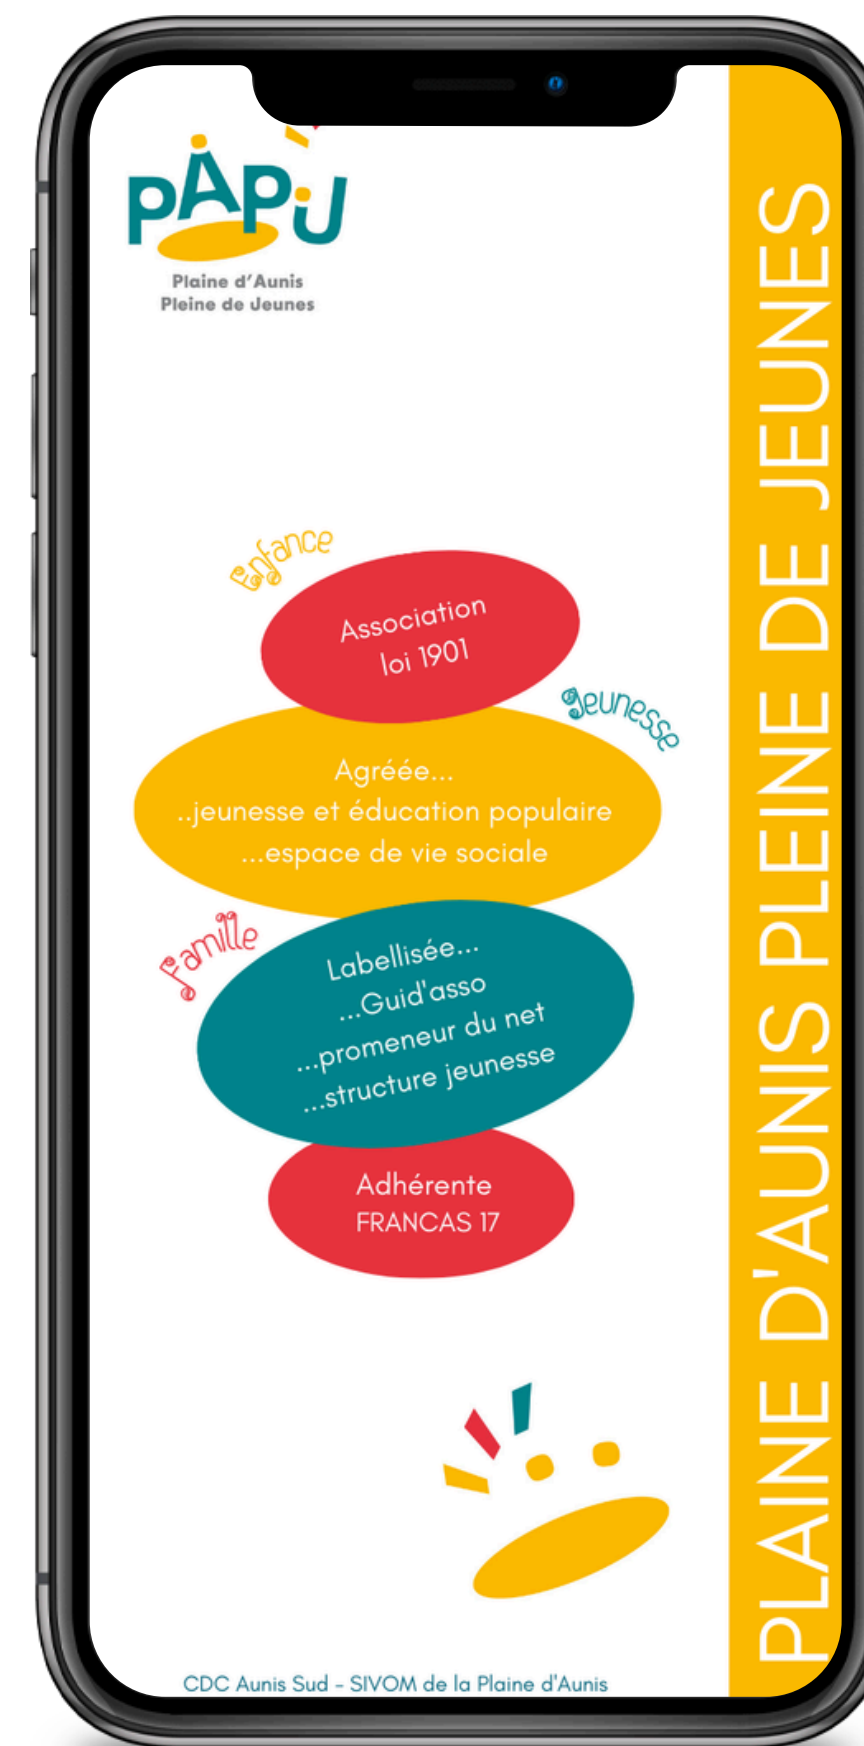 PAPJ
Plaine d'Aunis
Pleine de Jeunes
Enfance
Association
loi 1901
Jeunesse
Agréée...
..jeunesse et éducation populaire
...espace de vie sociale
Famille
Labellisée...
...Guid'asso
...promeneur du net
...structure jeunesse
Adhérente
FRANCAS 17
CDC Aunis Sud - SIVOM de la Plaine d'Aunis
PLAINE D'AUNIS PLEINE DE JEUNES